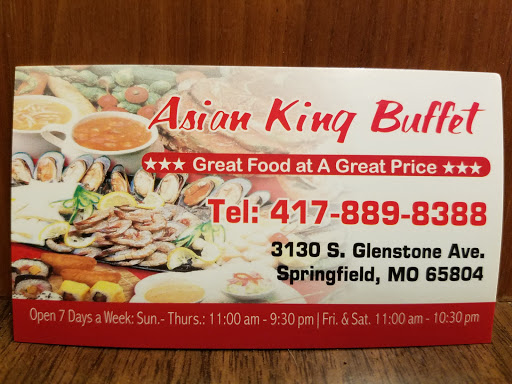 Asian King Buffet
★★★ Great Food at A Great Price ★★★
Tel: 417-889-8388
3130 S. Glenstone Ave.
Springfield, MO 65804
Open 7 Days a Week: Sun.- Thurs.: 11:00 am - 9:30 pm | Fri. & Sat. 11:00 am - 10:30 pm